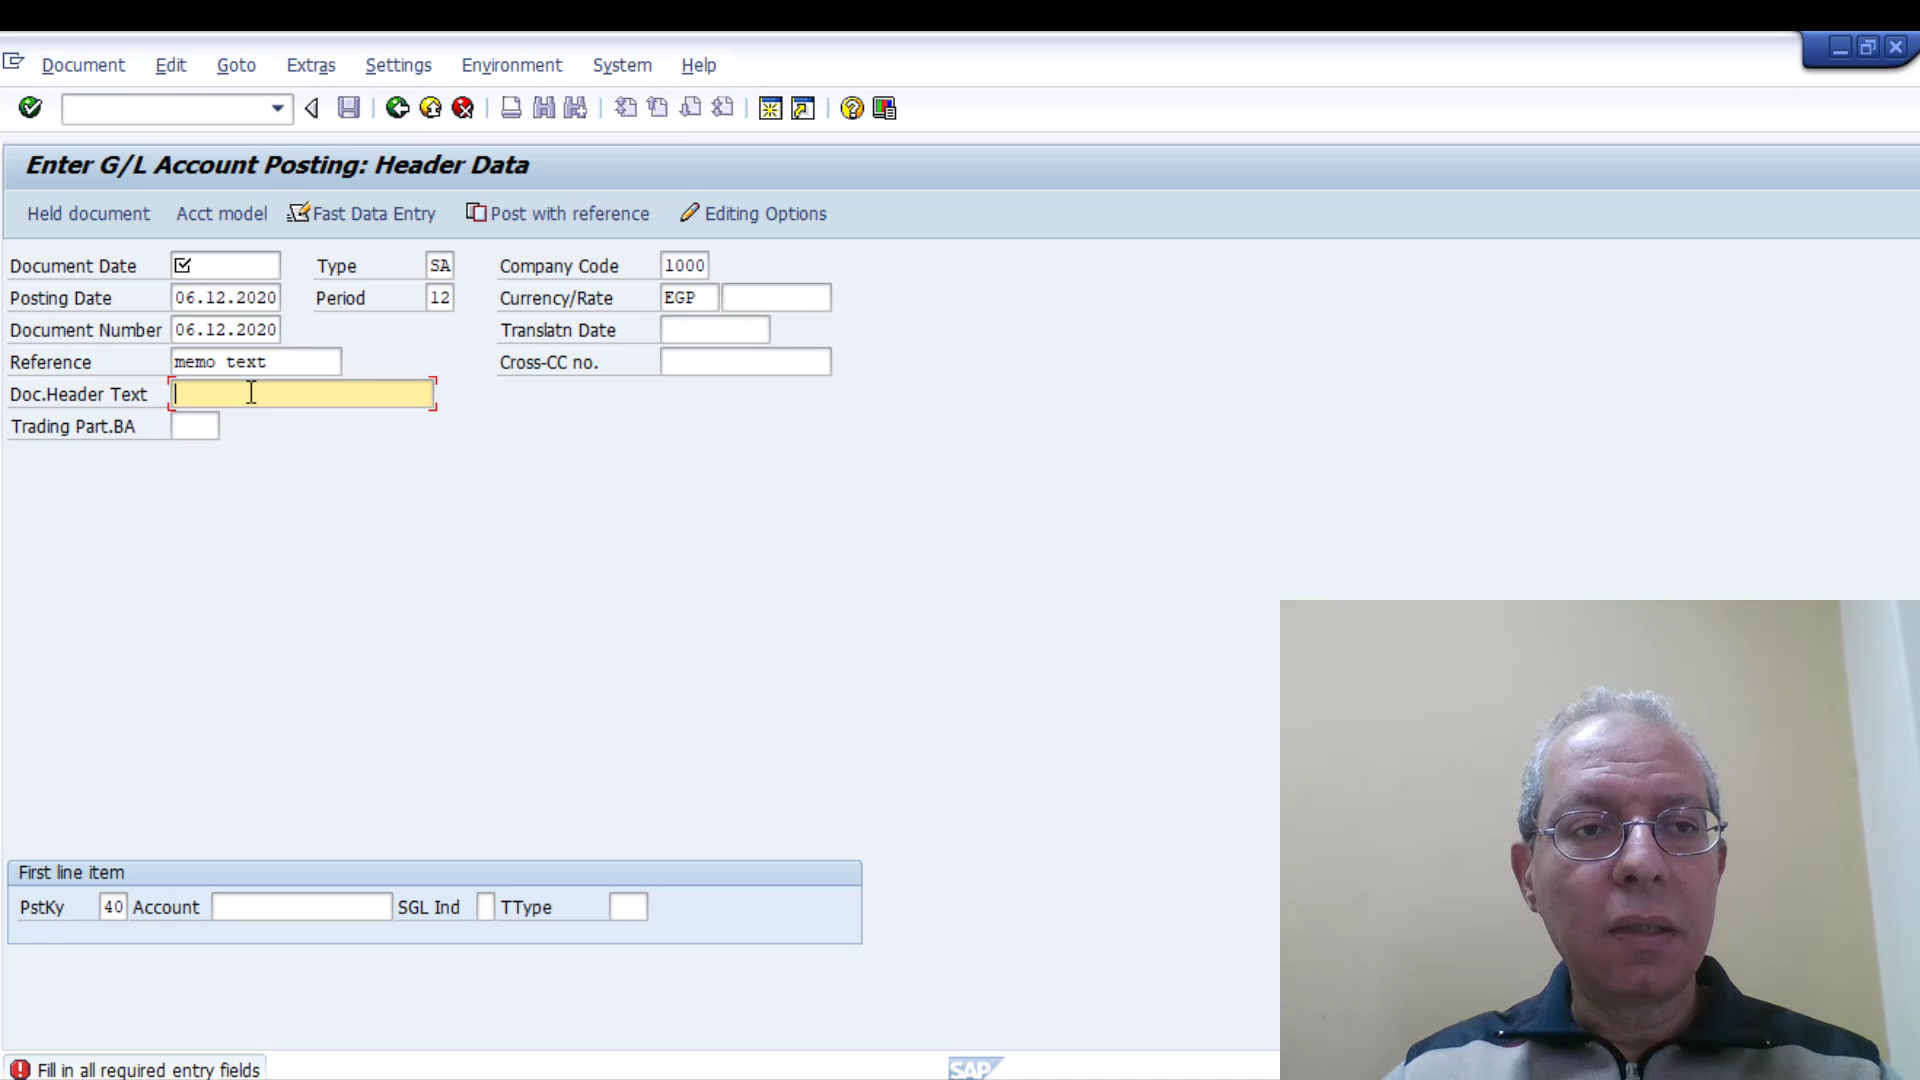 Document Edit Goto Extras Settings Environment System Help
Enter G/L Account Posting: Header Data
Held document Acct model Fast Data Entry Post with reference Editing Options
Document Date Type SA Company Code 1000
Posting Date 06.12.2020 Period 12 Currency/Rate EGP
Document Number 06.12.2020 Translatn Date
Reference memo text Cross-CC no.
Doc.Header Text
Trading Part.BA
First line item
PstKy 40 Account SGL Ind TType
Fill in all required entry fields SAP